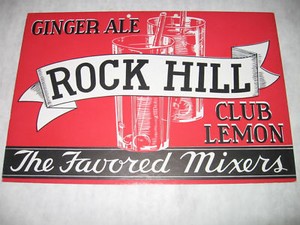 GINGER ALE
ROCK HILL
CLUB
LEMON
The Favored Mixers